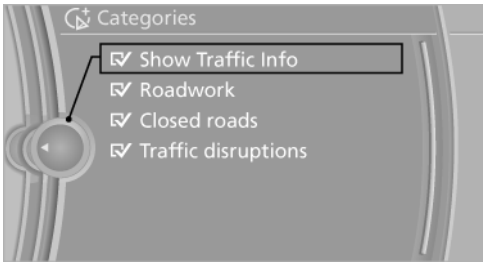 Categories
Show Traffic Info
Roadwork
Closed roads
Traffic disruptions